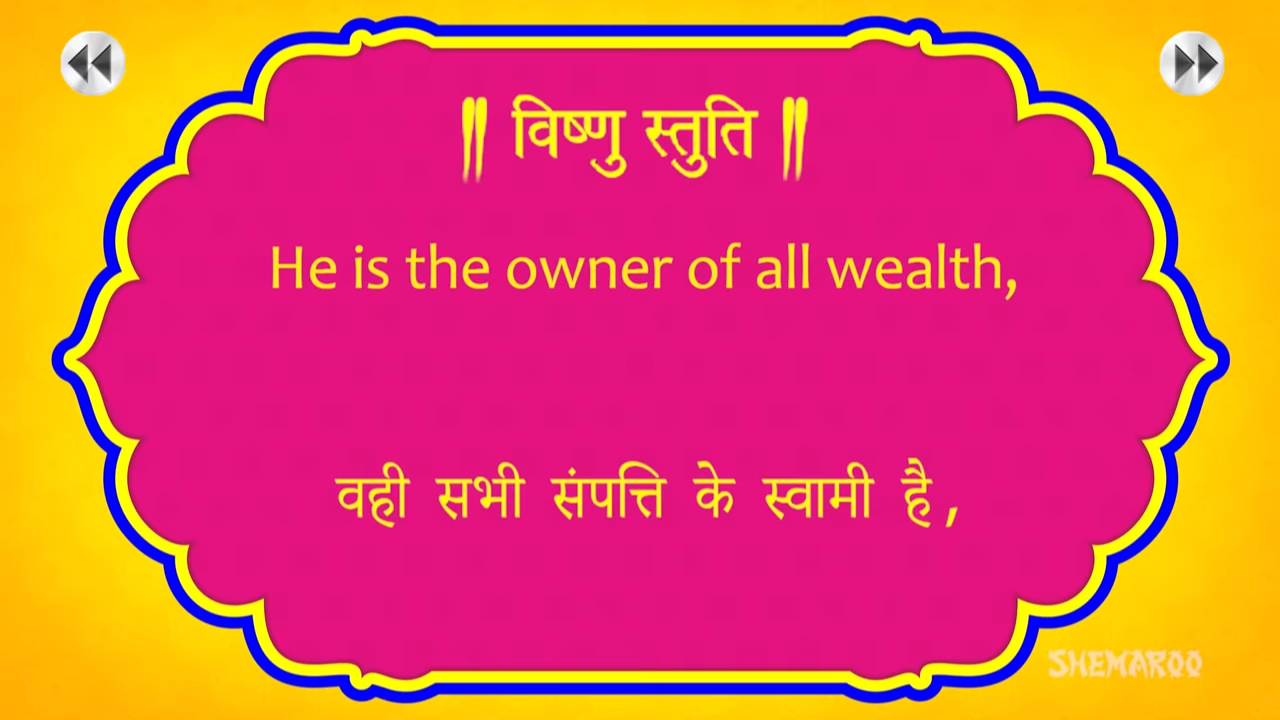 ॥ विष्णु स्तुति ॥
He is the owner of all wealth,
वही सभी संपत्ति के स्वामी है,
SHEMAROO